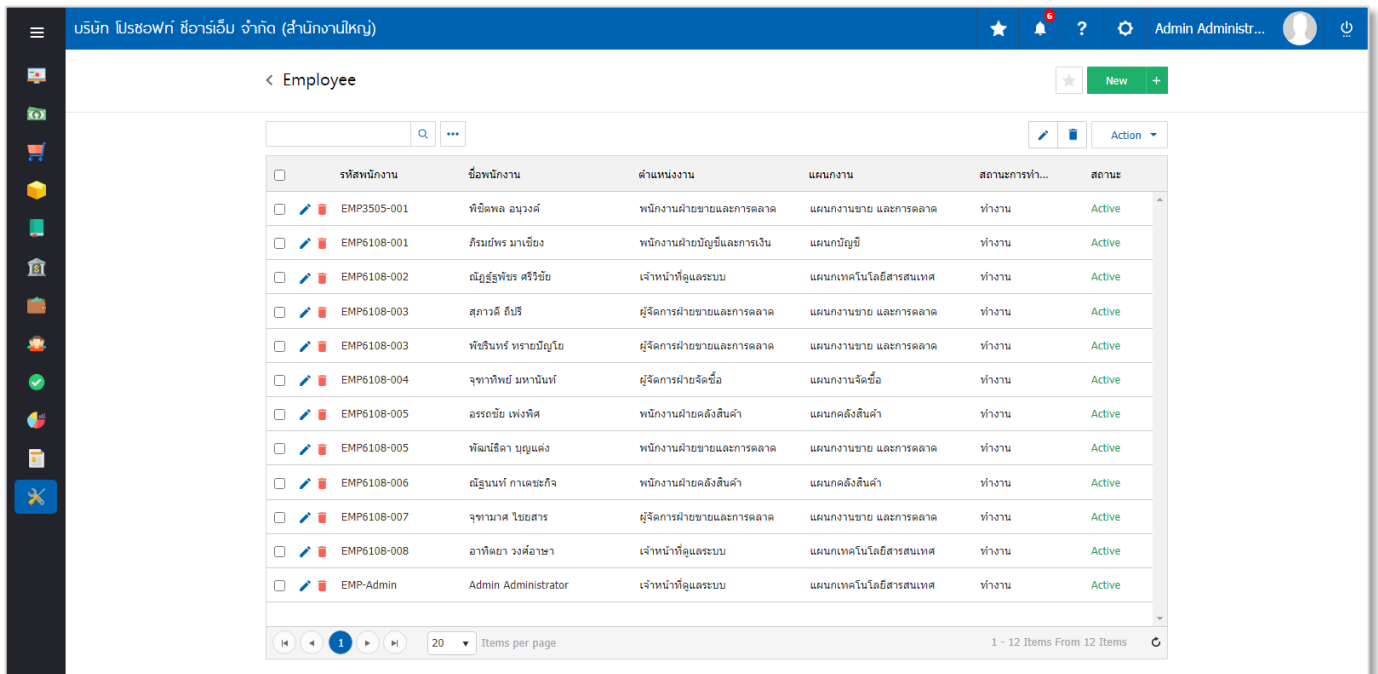 บริษัท โปรซอฟท์ ซีอาร์เอ็ม จำกัด (สำนักงานใหญ่) 6 ? Admin Administr...
< Employee New +
Action
รหัสพนักงาน ชื่อพนักงาน ตำแหน่งงาน แผนกงาน สถานะการทำ... สถานะ
EMP3505-001 พิชิตพล อนุวงค์ พนักงานฝ่ายขายและการตลาด แผนกงานขาย และการตลาด ทำงาน Active
EMP6108-001 ภิรมย์พร มาเชียง พนักงานฝ่ายบัญชีและการเงิน แผนกบัญชี ทำงาน Active
EMP6108-002 ณัฎฐ์ฐพัชร ศรีวิชัย เจ้าหน้าที่ดูแลระบบ แผนกเทคโนโลยีสารสนเทศ ทำงาน Active
EMP6108-003 สุภาวดี ถีปรี ผู้จัดการฝ่ายขายและการตลาด แผนกงานขาย และการตลาด ทำงาน Active
EMP6108-003 พัชรินทร์ ทรายปัญโย ผู้จัดการฝ่ายขายและการตลาด แผนกงานขาย และการตลาด ทำงาน Active
EMP6108-004 จุฑาทิพย์ มหานันท์ ผู้จัดการฝ่ายจัดซื้อ แผนกงานจัดซื้อ ทำงาน Active
EMP6108-005 อรรถชัย เพ่งพิศ พนักงานฝ่ายคลังสินค้า แผนกคลังสินค้า ทำงาน Active
EMP6108-005 พัฒน์ธิดา บุญแต่ง พนักงานฝ่ายขายและการตลาด แผนกงานขาย และการตลาด ทำงาน Active
EMP6108-006 ณัฐนนท์ กาเตชะกิจ พนักงานฝ่ายคลังสินค้า แผนกคลังสินค้า ทำงาน Active
EMP6108-007 จุฑามาศ ไชยสาร ผู้จัดการฝ่ายขายและการตลาด แผนกงานขาย และการตลาด ทำงาน Active
EMP6108-008 อาทิตยา วงศ์อาษา เจ้าหน้าที่ดูแลระบบ แผนกเทคโนโลยีสารสนเทศ ทำงาน Active
EMP-Admin Admin Administrator เจ้าหน้าที่ดูแลระบบ แผนกเทคโนโลยีสารสนเทศ ทำงาน Active
1 20 Items per page 1 - 12 Items From 12 Items